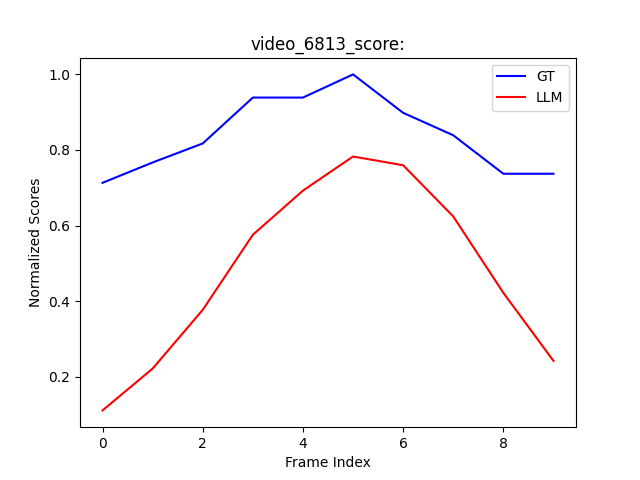 video_6813_score:
GT
LLM
Normalized Scores
1.0
0.8
0.6
0.4
0.2
0 2 4 6 8
Frame Index